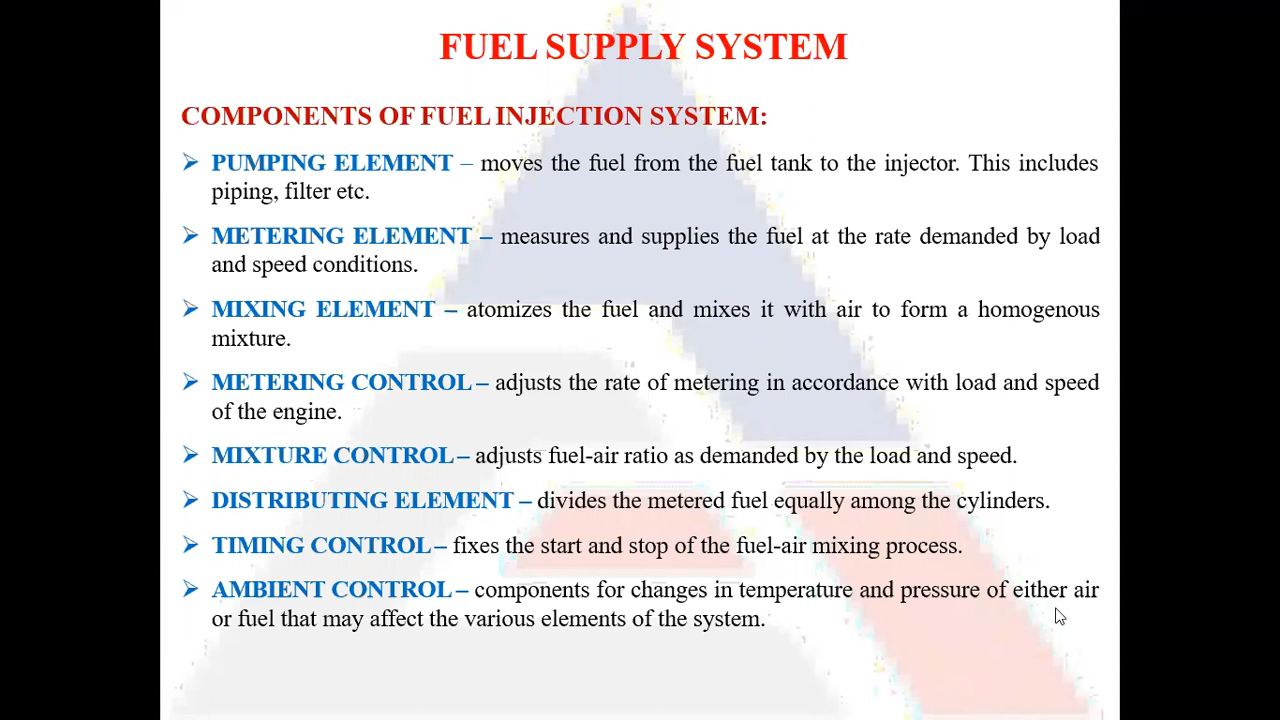 FUEL SUPPLY SYSTEM
COMPONENTS OF FUEL INJECTION SYSTEM:
➢ PUMPING ELEMENT – moves the fuel from the fuel tank to the injector. This includes
piping, filter etc.
➢ METERING ELEMENT – measures and supplies the fuel at the rate demanded by load
and speed conditions.
➢ MIXING ELEMENT – atomizes the fuel and mixes it with air to form a homogenous
mixture.
➢ METERING CONTROL – adjusts the rate of metering in accordance with load and speed
of the engine.
➢ MIXTURE CONTROL – adjusts fuel-air ratio as demanded by the load and speed.
➢ DISTRIBUTING ELEMENT – divides the metered fuel equally among the cylinders.
➢ TIMING CONTROL – fixes the start and stop of the fuel-air mixing process.
➢ AMBIENT CONTROL – components for changes in temperature and pressure of either air
or fuel that may affect the various elements of the system.